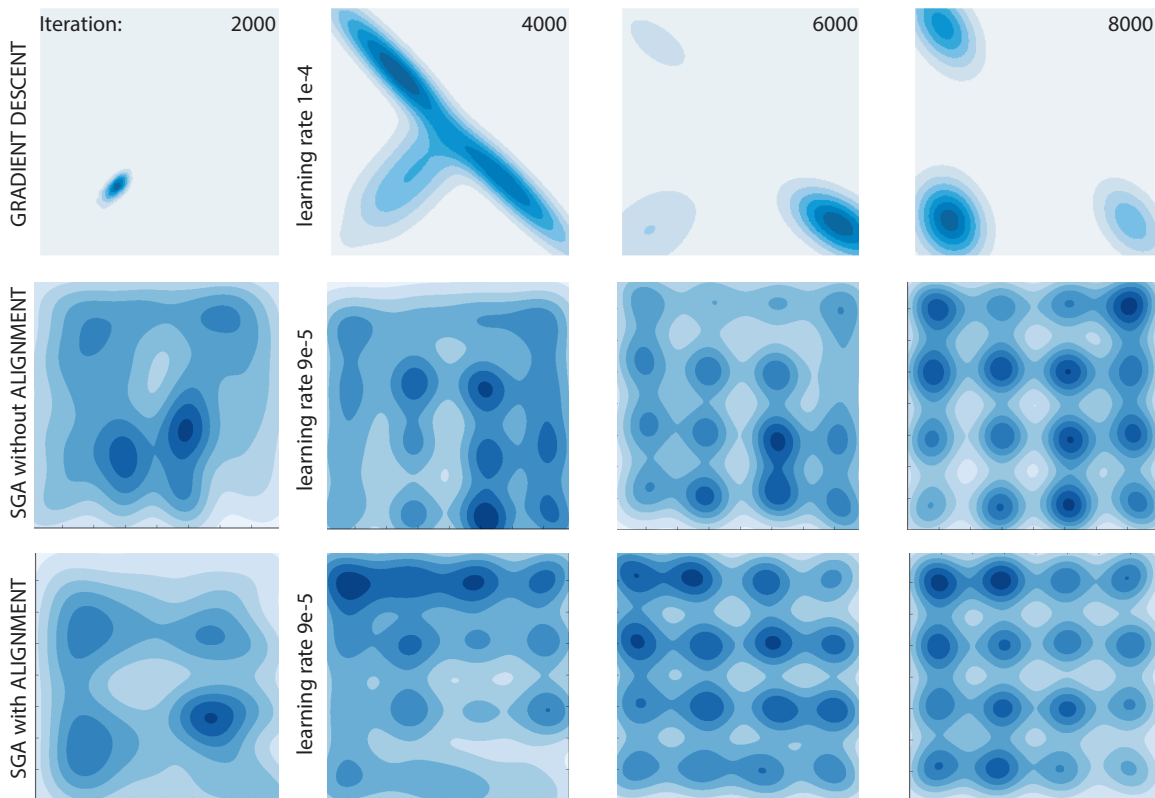 Iteration: 2000
4000
6000
8000
GRADIENT DESCENT
learning rate 1e-4
SGA without ALIGNMENT
learning rate 9e-5
SGA with ALIGNMENT
learning rate 9e-5